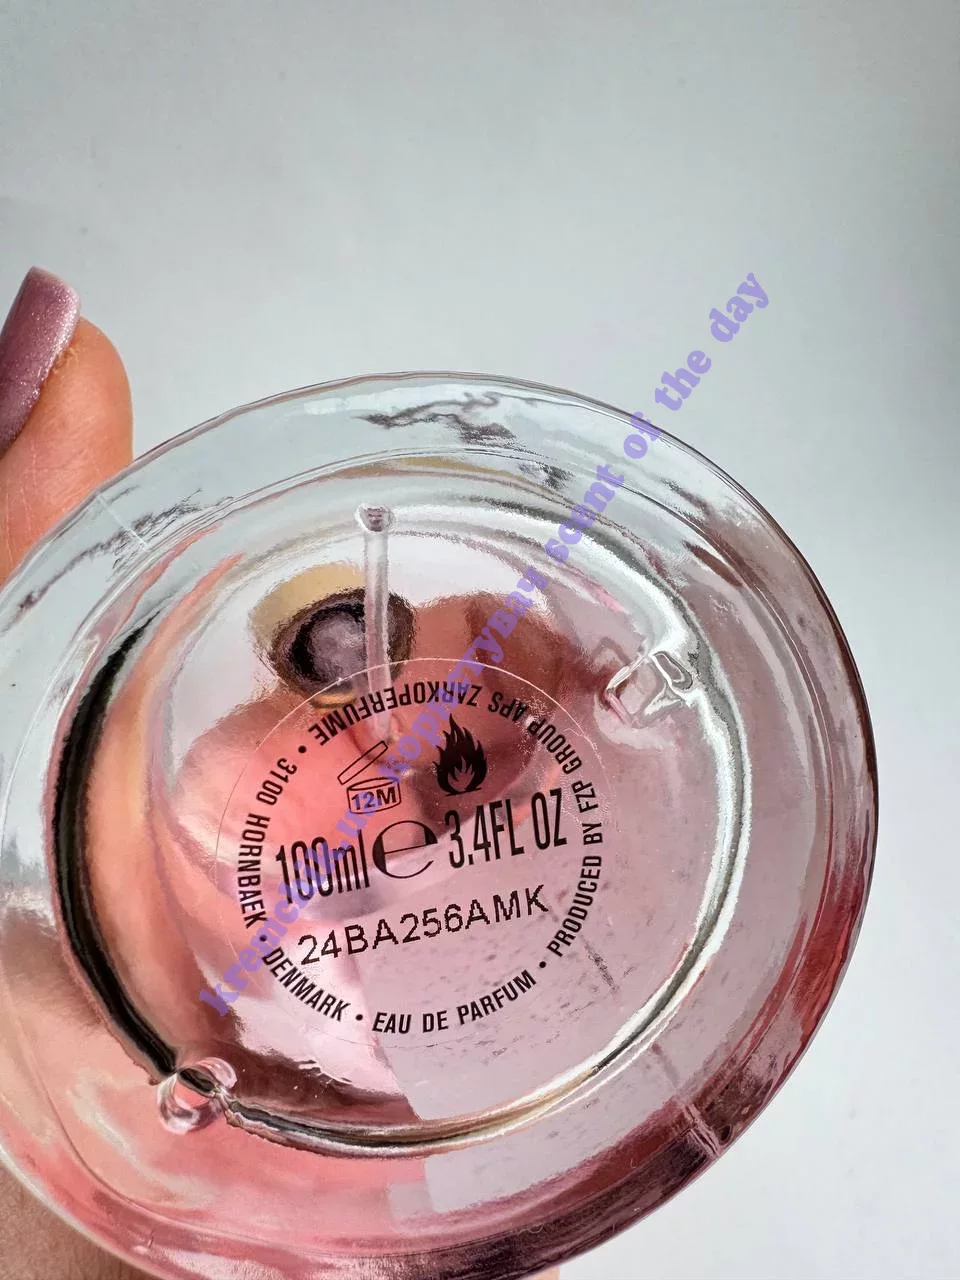 PRODUCED BY FZP GROUP APS ZARKOPERFUME • 3100 HORNBAEK • DENMARK • EAU DE PARFUM •
12M
100ml e 3.4FL OZ
24BA256AMK
scent of the day